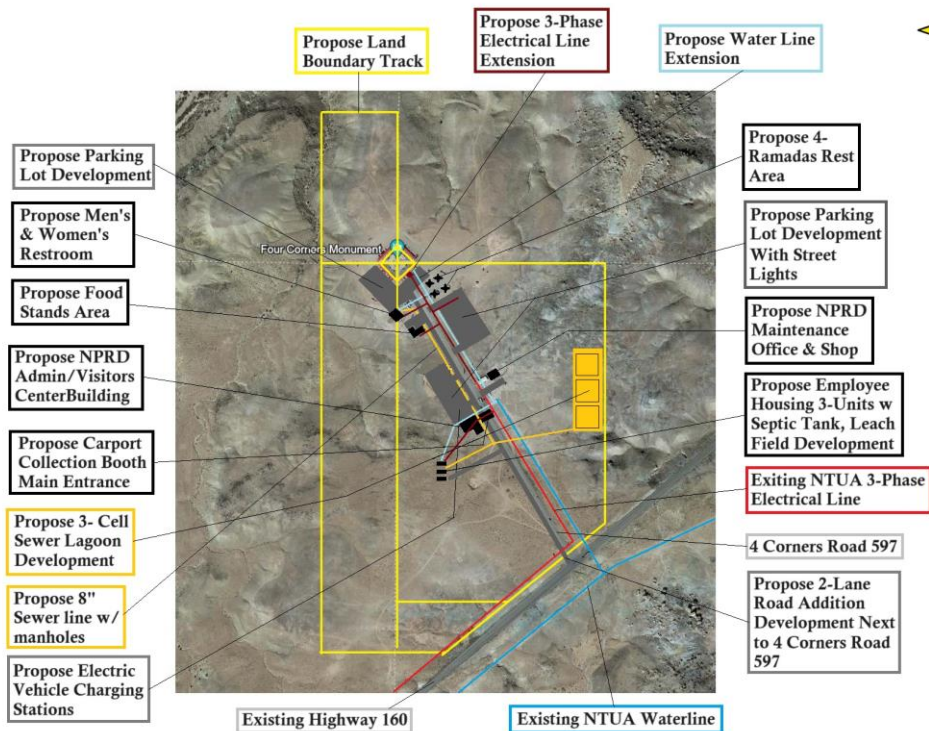 Propose Land
Boundary Track
Propose 3-Phase
Electrical Line
Extension
Propose Water Line
Extension
Propose Parking
Lot Development
Propose Men's
& Women's
Restroom
Propose Food
Stands Area
Propose NPRD
Admin/Visitors
CenterBuilding
Propose Carport
Collection Booth
Main Entrance
Propose 3- Cell
Sewer Lagoon
Development
Propose 8"
Sewer line w/
manholes
Propose Electric
Vehicle Charging
Stations
Four Corners Monument
Propose 4-
Ramadas Rest
Area
Propose Parking
Lot Development
With Street
Lights
Propose NPRD
Maintenance
Office & Shop
Propose Employee
Housing 3-Units w
Septic Tank, Leach
Field Development
Exiting NTUA 3-Phase
Electrical Line
4 Corners Road 597
Propose 2-Lane
Road Addition
Development Next
to 4 Corners Road
597
Existing Highway 160
Existing NTUA Waterline